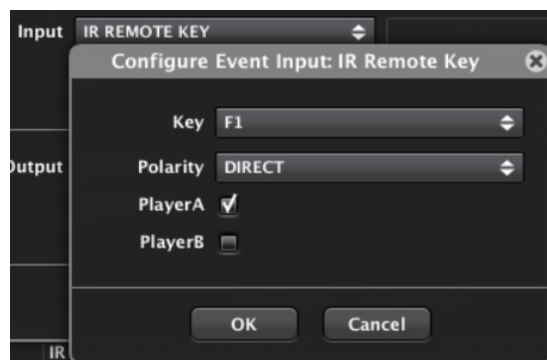 Input IR REMOTE KEY
Configure Event Input: IR Remote Key
Key F1
Output Polarity DIRECT
PlayerA
PlayerB
OK Cancel
IR